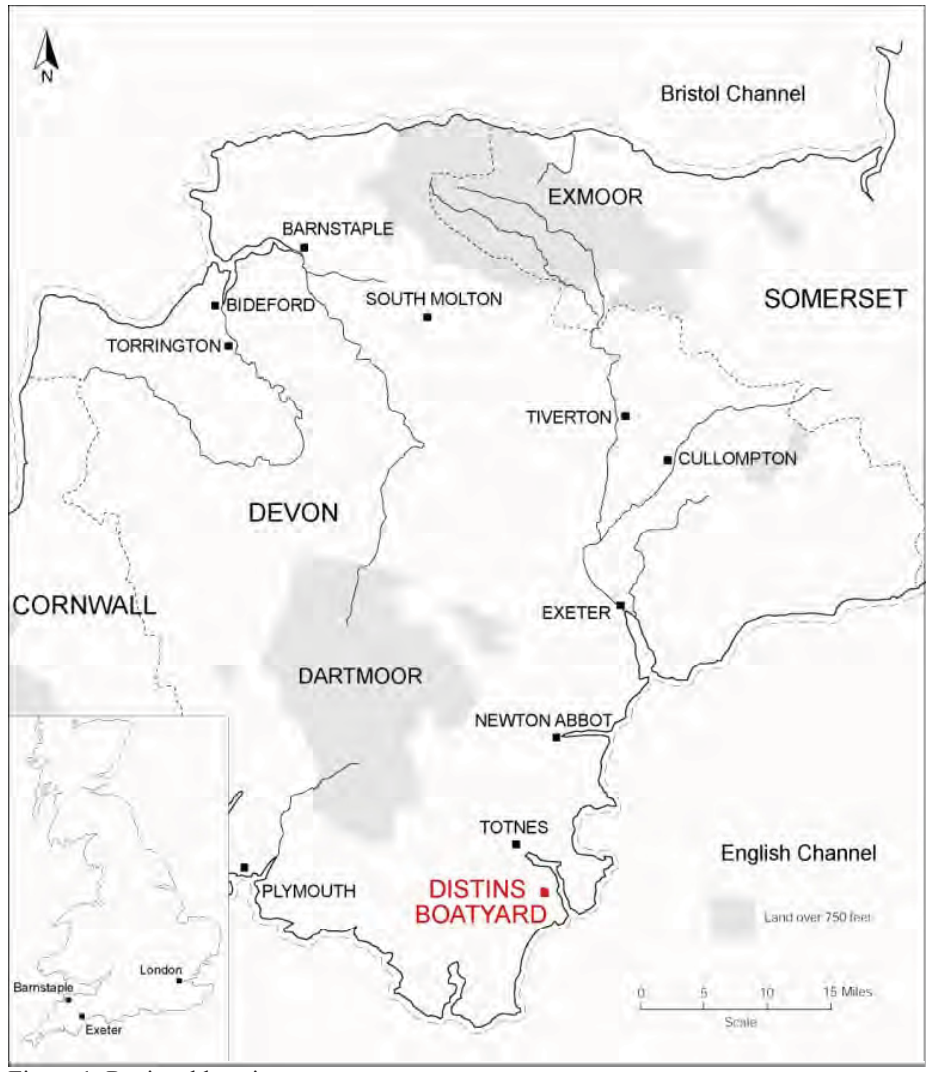 N
Bristol Channel
EXMOOR
BARNSTAPLE
SOUTH MOLTON
SOMERSET
BIDEFORD
TORRINGTON
TIVERTON
CULLOMPTON
DEVON
CORNWALL
EXETER
DARTMOOR
NEWTON ABBOT
TOTNES
English Channel
PLYMOUTH
DISTINS
BOATYARD
Land over 750 feet
London
Barnstaple
Exeter
0 5 10 15 Miles
Scale